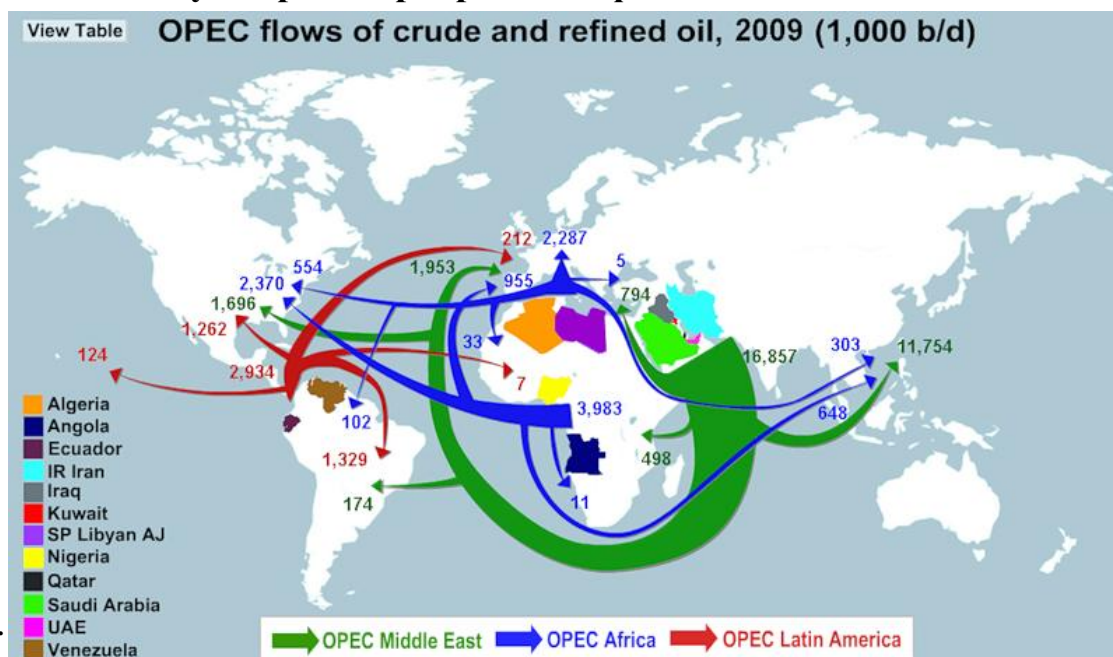 View Table
OPEC flows of crude and refined oil, 2009 (1,000 b/d)
212
2,287
1,953
955
5
554
2,370
794
1,696
1,262
33
16,857
303
11,754
124
2,934
7
3,983
648
102
1,329
498
174
11
Algeria
Angola
Ecuador
IR Iran
Iraq
Kuwait
SP Libyan AJ
Nigeria
Qatar
Saudi Arabia
UAE
Venezuela
OPEC Middle East
OPEC Africa
OPEC Latin America